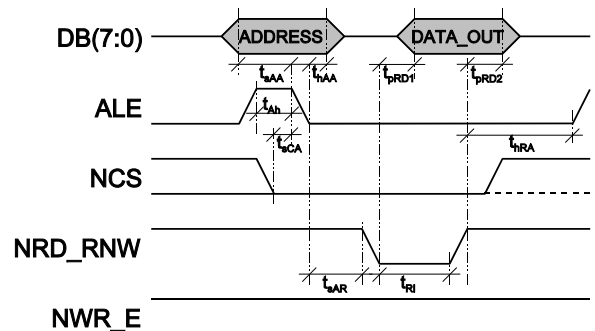 DB(7:0) ADDRESS DATA_OUT
tsAA thAA tpRD1 tpRD2
ALE
tAh
tsCA thRA
NCS
NRD_RNW
tsAR tRl
NWR_E